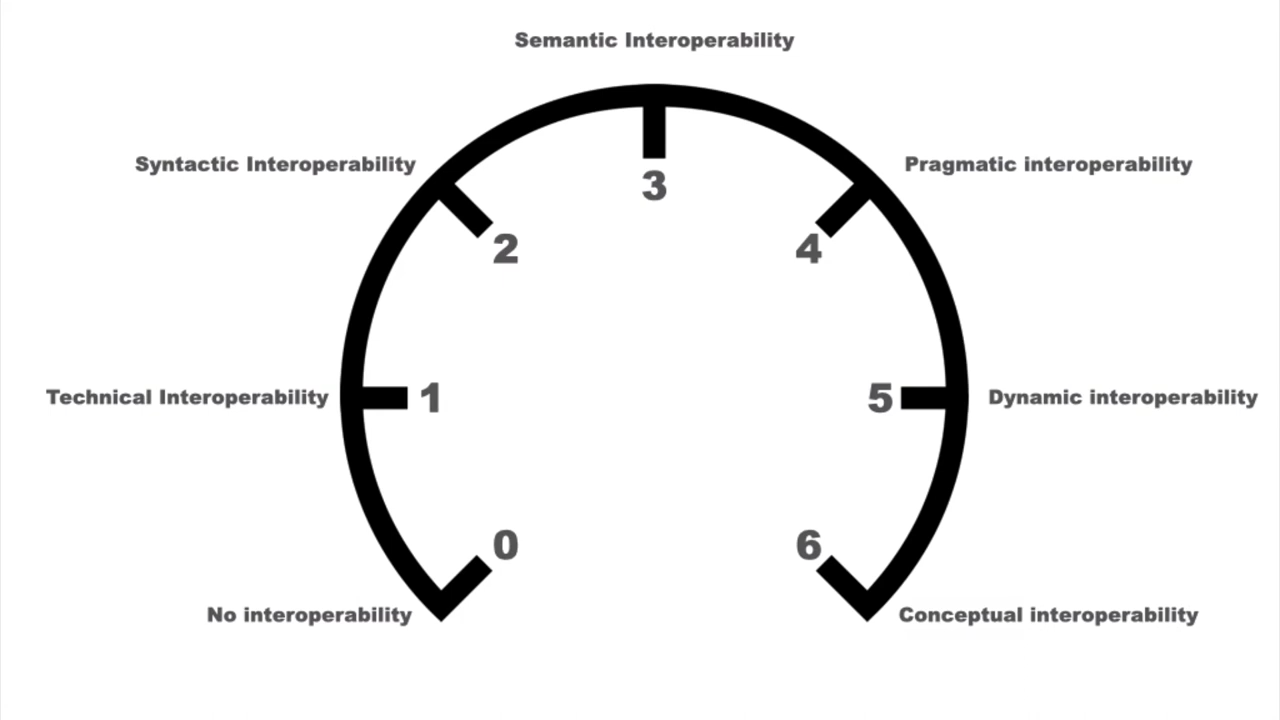 Semantic Interoperability
Syntactic Interoperability
Pragmatic interoperability
3
2
4
Technical Interoperability
1
5
Dynamic interoperability
0
6
No interoperability
Conceptual interoperability